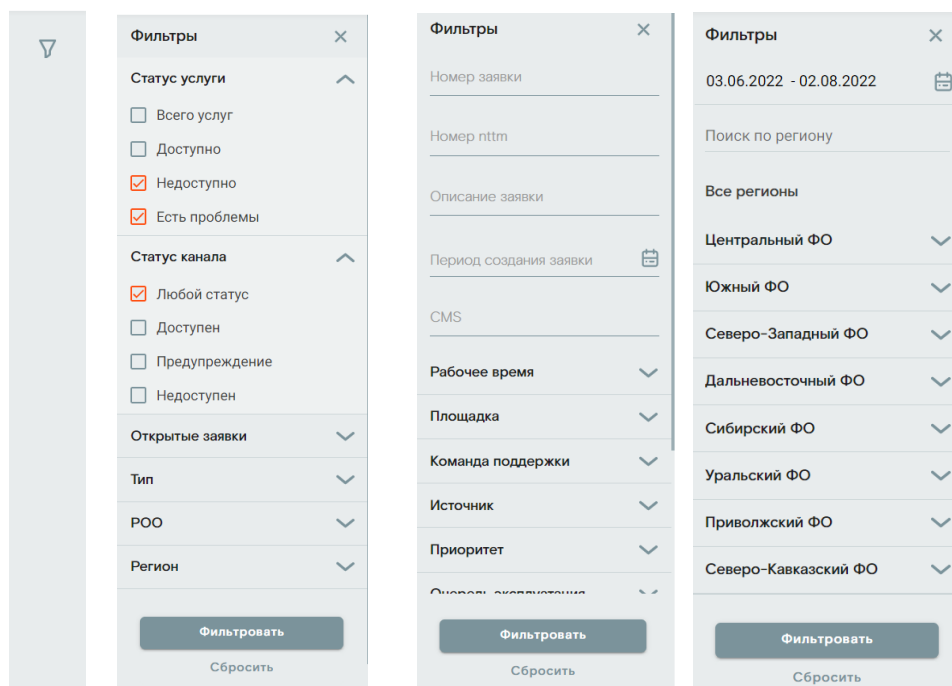 Фильтры
Статус услуги
Всего услуг
Доступно
Недоступно
Есть проблемы
Статус канала
Любой статус
Доступен
Предупреждение
Недоступен
Открытые заявки
Тип
РОО
Регион
Фильтровать
Сбросить
Фильтры
Номер заявки
Номер nttm
Описание заявки
Период создания заявки
CMS
Рабочее время
Площадка
Команда поддержки
Источник
Приоритет
Очередь эксплуатация
Фильтровать
Сбросить
Фильтры
03.06.2022 - 02.08.2022
Поиск по региону
Все регионы
Центральный ФО
Южный ФО
Северо-Западный ФО
Дальневосточный ФО
Сибирский ФО
Уральский ФО
Приволжский ФО
Северо-Кавказский ФО
Фильтровать
Сбросить